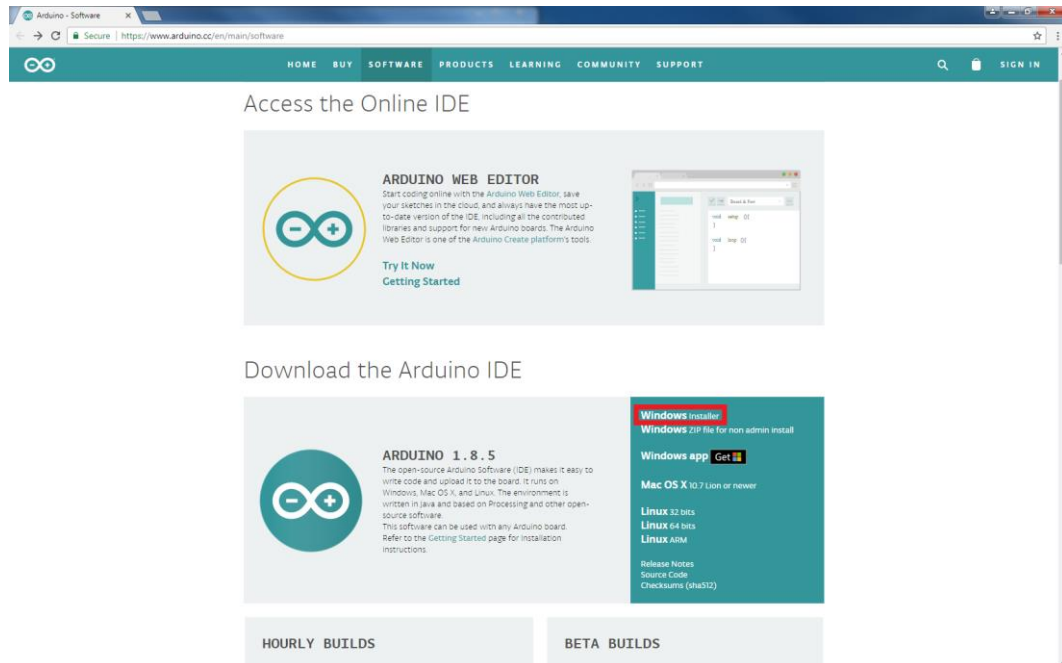 Arduino - Software
Secure | https://www.arduino.cc/en/main/software
HOME BUY SOFTWARE PRODUCTS LEARNING COMMUNITY SUPPORT SIGN IN
Access the Online IDE
ARDUINO WEB EDITOR
Start coding online with the Arduino Web Editor, save
your sketches in the cloud, and always have the most up-
to-date version of the IDE, including all the contributed
libraries and support for new Arduino boards. The Arduino
Web Editor is one of the Arduino Create platform's tools.
Try It Now
Getting Started
void setup (){
}
void loop (){
}
Download the Arduino IDE
ARDUINO 1.8.5
The open-source Arduino Software (IDE) makes it easy to
write code and upload it to the board. It runs on
Windows, Mac OS X, and Linux. The environment is
written in Java and based on Processing and other open-
source software.
This software can be used with any Arduino board.
Refer to the Getting Started page for Installation
instructions.
Windows Installer
Windows ZIP file for non admin install
Windows app Get
Mac OS X 10.7 Lion or newer
Linux 32 bits
Linux 64 bits
Linux ARM
Release Notes
Source Code
Checksums (sha512)
HOURLY BUILDS
BETA BUILDS